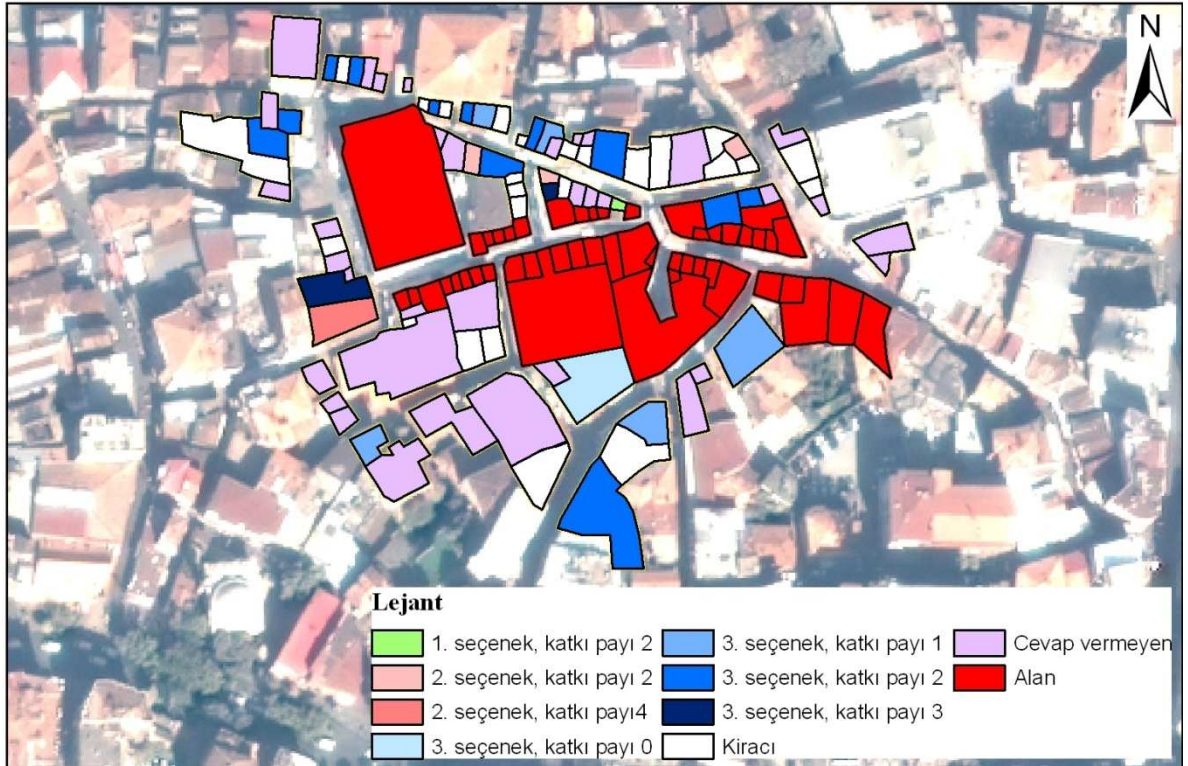 N
Lejant
1. seçenek, katkı payı 2
2. seçenek, katkı payı 2
2. seçenek, katkı payı4
3. seçenek, katkı payı 0
3. seçenek, katkı payı 1
3. seçenek, katkı payı 2
3. seçenek, katkı payı 3
Kiracı
Cevap vermeyen
Alan